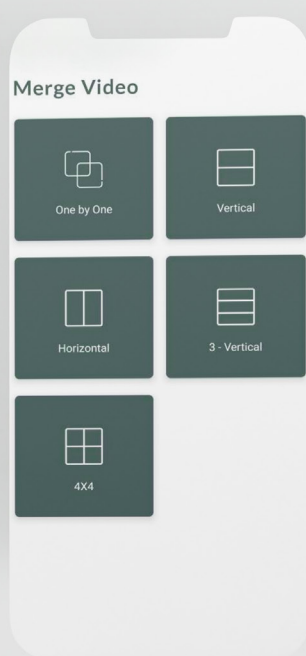 Merge Video
One by One
Vertical
Horizontal
3 - Vertical
4X4